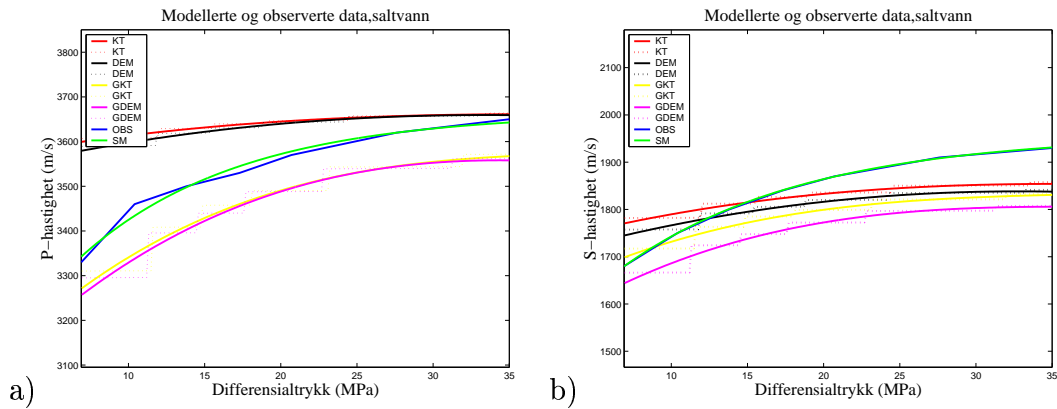 Modellerte og observerte data,saltvann
P−hastighet (m/s)
3800
3700
3600
3500
3400
3300
3200
3100
KT
KT
DEM
DEM
GKT
GKT
GDEM
GDEM
OBS
SM
10
15
20
25
30
35
Differensialtrykk (MPa)
a)
Modellerte og observerte data,saltvann
S−hastighet (m/s)
2100
2000
1900
1800
1700
1600
1500
KT
KT
DEM
DEM
GKT
GKT
GDEM
GDEM
OBS
SM
10
15
20
25
30
35
Differensialtrykk (MPa)
b)